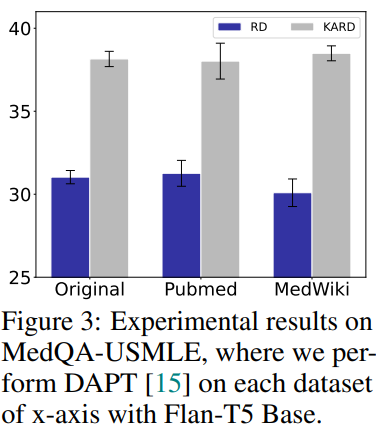 40
RD
KARD
35
30
25
Original Pubmed MedWiki
Figure 3: Experimental results on
MedQA-USMLE, where we per-
form DAPT [15] on each dataset
of x-axis with Flan-T5 Base.